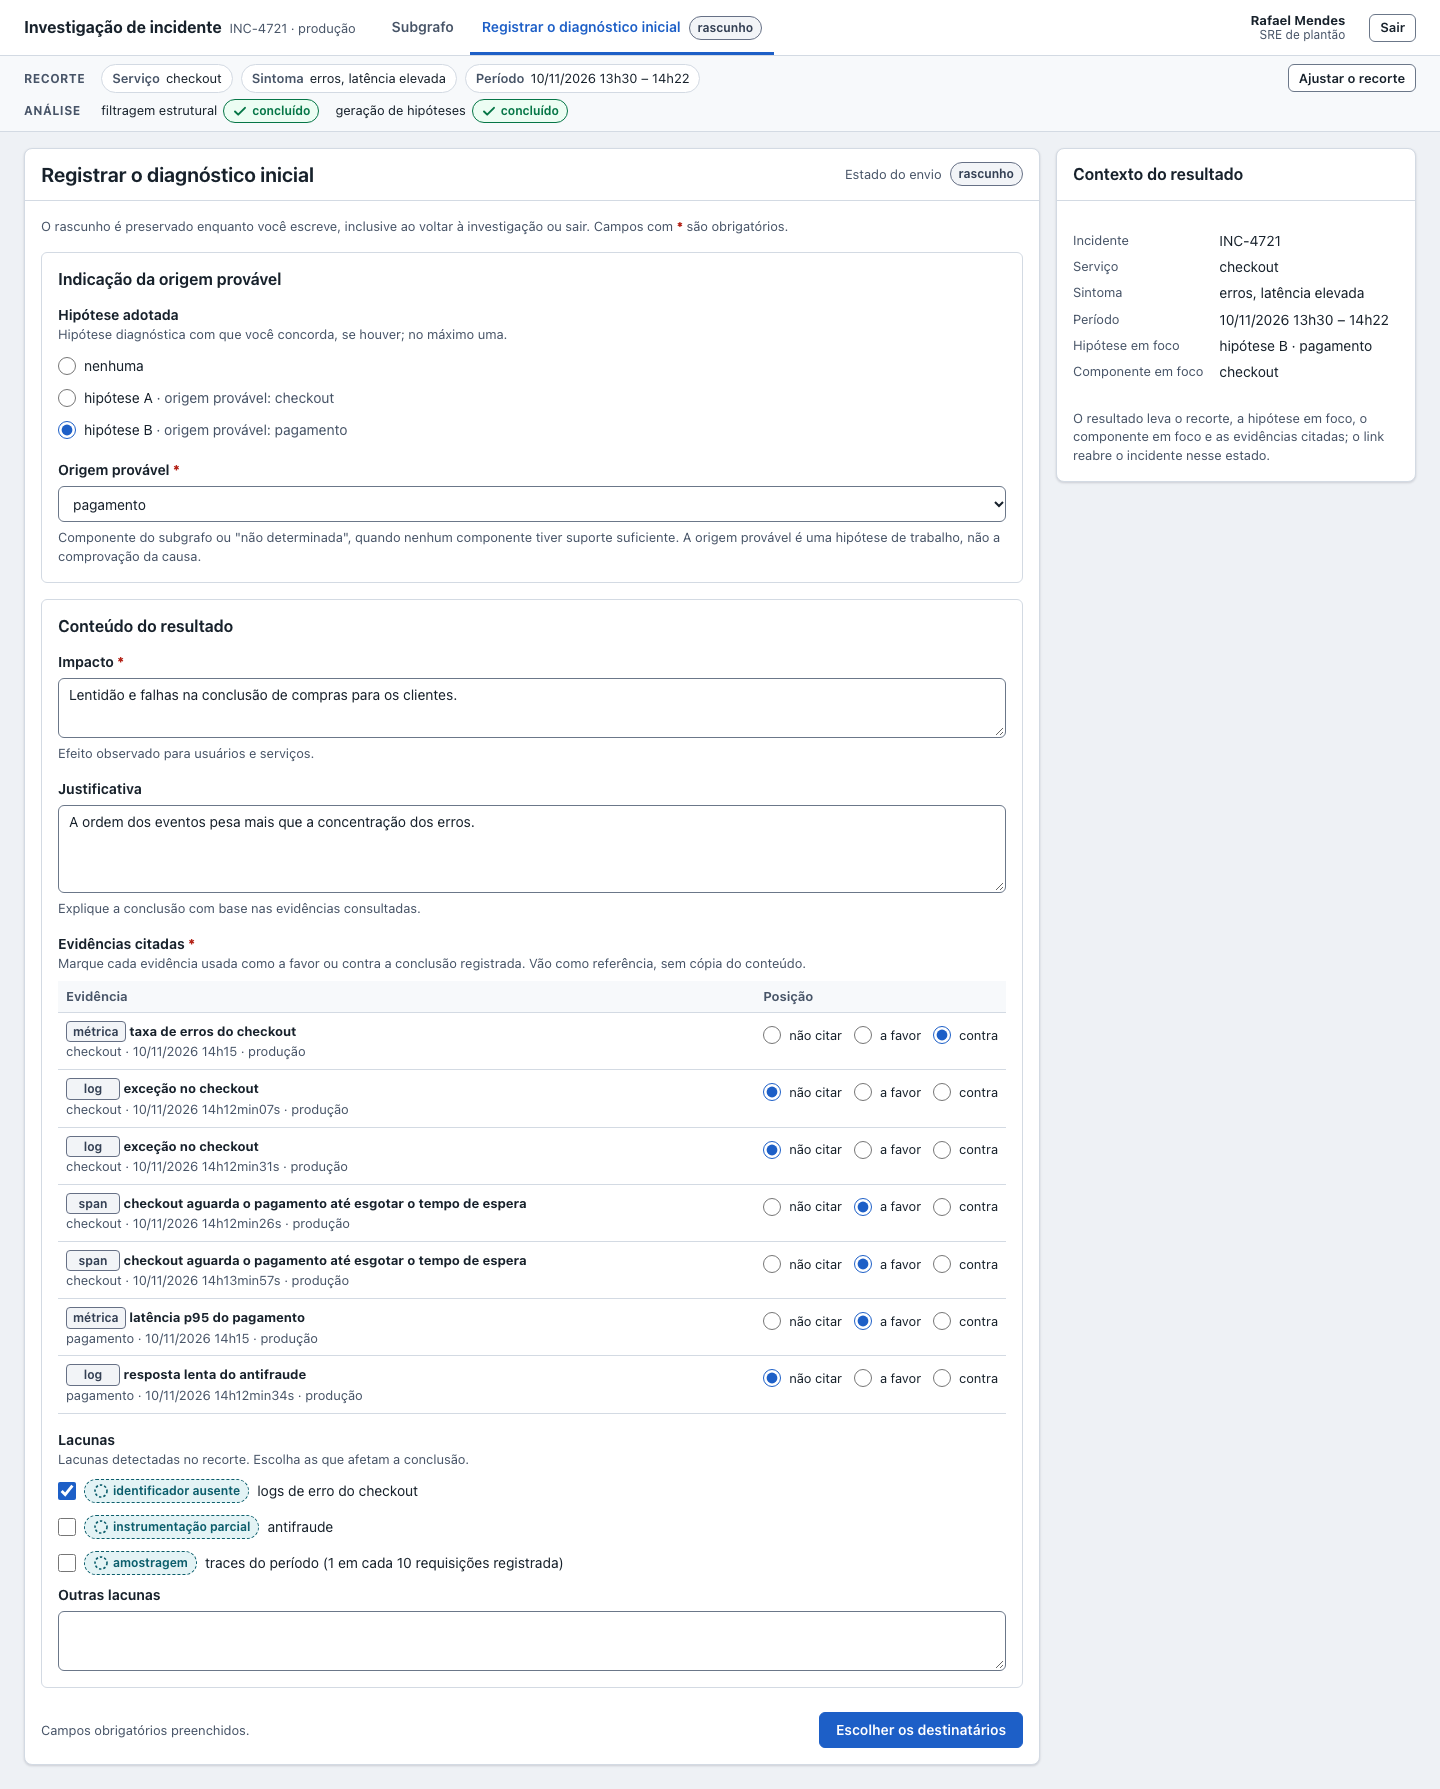 Investigação de incidente INC-4721 · produção Subgrafo Registrar o diagnóstico inicial rascunho Rafael Mendes
SRE de plantão
Sair
RECORTE Serviço checkout Sintoma erros, latência elevada Período 10/11/2026 13h30 – 14h22 Ajustar o recorte
ANÁLISE filtragem estrutural concluído geração de hipóteses concluído
Registrar o diagnóstico inicial Estado do envio rascunho
O rascunho é preservado enquanto você escreve, inclusive ao voltar à investigação ou sair. Campos com * são obrigatórios.
Indicação da origem provável
Hipótese adotada
Hipótese diagnóstica com que você concorda, se houver; no máximo uma.
nenhuma
hipótese A · origem provável: checkout
hipótese B · origem provável: pagamento
Origem provável *
pagamento
Componente do subgrafo ou "não determinada", quando nenhum componente tiver suporte suficiente. A origem provável é uma hipótese de trabalho, não a
comprovação da causa.
Conteúdo do resultado
Impacto *
Lentidão e falhas na conclusão de compras para os clientes.
Efeito observado para usuários e serviços.
Justificativa
A ordem dos eventos pesa mais que a concentração dos erros.
Explique a conclusão com base nas evidências consultadas.
Evidências citadas *
Marque cada evidência usada como a favor ou contra a conclusão registrada. Vão como referência, sem cópia do conteúdo.
Evidência Posição
métrica taxa de erros do checkout não citar a favor contra
checkout · 10/11/2026 14h15 · produção
log exceção no checkout não citar a favor contra
checkout · 10/11/2026 14h12min07s · produção
log exceção no checkout não citar a favor contra
checkout · 10/11/2026 14h12min31s · produção
span checkout aguarda o pagamento até esgotar o tempo de espera não citar a favor contra
checkout · 10/11/2026 14h12min26s · produção
span checkout aguarda o pagamento até esgotar o tempo de espera não citar a favor contra
checkout · 10/11/2026 14h13min57s · produção
métrica latência p95 do pagamento não citar a favor contra
pagamento · 10/11/2026 14h15 · produção
log resposta lenta do antifraude não citar a favor contra
pagamento · 10/11/2026 14h12min34s · produção
Lacunas
Lacunas detectadas no recorte. Escolha as que afetam a conclusão.
identificador ausente logs de erro do checkout
instrumentação parcial antifraude
amostragem traces do período (1 em cada 10 requisições registrada)
Outras lacunas
Campos obrigatórios preenchidos. Escolher os destinatários
Contexto do resultado
Incidente INC-4721
Serviço checkout
Sintoma erros, latência elevada
Período 10/11/2026 13h30 – 14h22
Hipótese em foco hipótese B · pagamento
Componente em foco checkout
O resultado leva o recorte, a hipótese em foco, o
componente em foco e as evidências citadas; o link
reabre o incidente nesse estado.